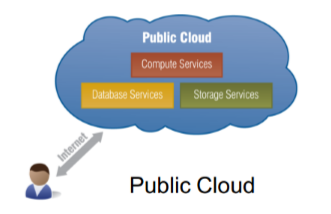 Public Cloud
Compute Services
Database Services
Storage Services
Internet
Public Cloud